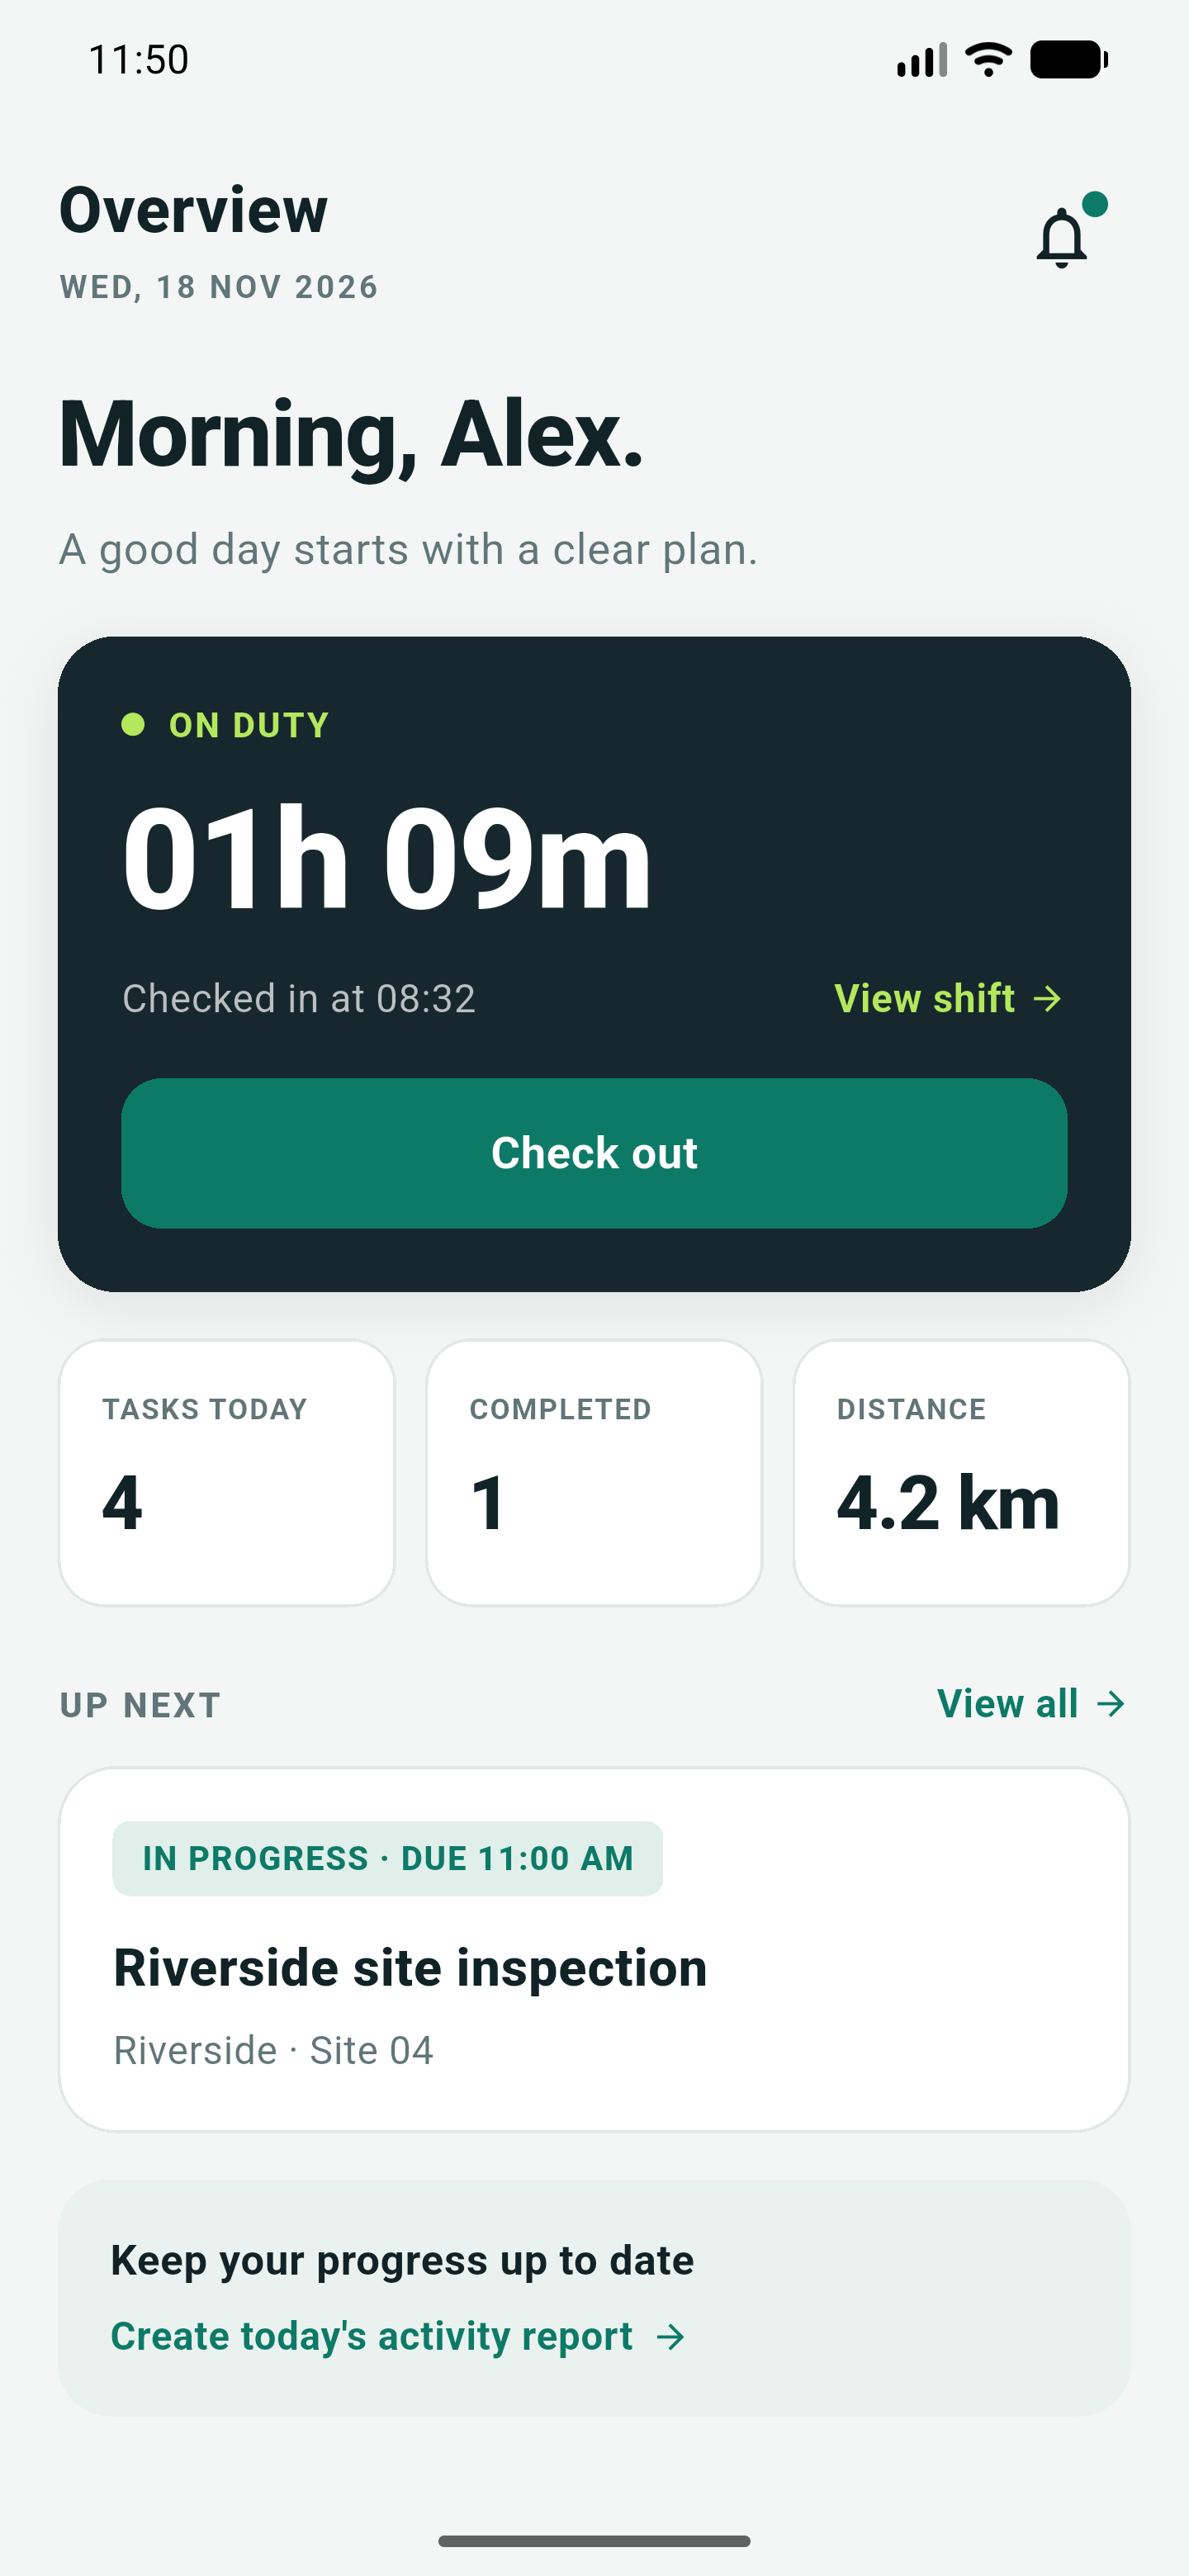 11:50
Overview
WED, 18 NOV 2026
Morning, Alex.
A good day starts with a clear plan.
ON DUTY
01h 09m
Checked in at 08:32
View shift →
Check out
TASKS TODAY
4
COMPLETED
1
DISTANCE
4.2 km
UP NEXT
View all →
IN PROGRESS · DUE 11:00 AM
Riverside site inspection
Riverside · Site 04
Keep your progress up to date
Create today's activity report →